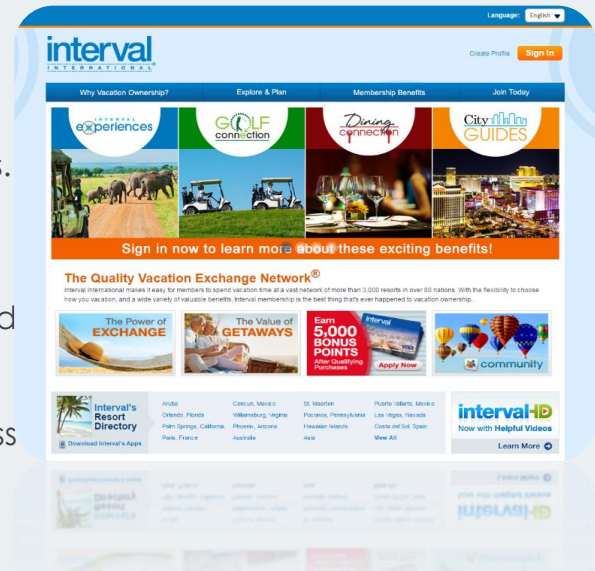 s.
d
ss
Language: English
interval
INTERNATIONAL
Create Profile Sign In
Why Vacation Ownership? Explore & Plan Membership Benefits Join Today
INTERVAL
experiences
GOLF
connection
Dining
connection
City
GUIDES
Sign in now to learn more about these exciting benefits!
The Quality Vacation Exchange Network®
Interval International makes it easy for members to spend vacation time at a vast network of more than 3,000 resorts in over 80 nations. With the flexibility to choose
how you vacation, and a wide variety of valuable benefits, Interval membership is the best thing that's ever happened to vacation ownership.
The Power of
EXCHANGE
The Value of
GETAWAYS
Earn
5,000
BONUS
POINTS
After Qualifying
Purchases
interval
VISA
Apply Now
community
Interval's
Resort
Directory
Download Interval's Apps
Aruba Cancun, Mexico St. Maarten Puerto Vallarta, Mexico
Orlando, Florida Williamsburg, Virginia Poconos, Pennsylvania Las Vegas, Nevada
Palm Springs, California Phoenix, Arizona Hawaiian Islands Costa del Sol, Spain
Paris, France Australia Asia View All
intervalHD
Now with Helpful Videos
Learn More